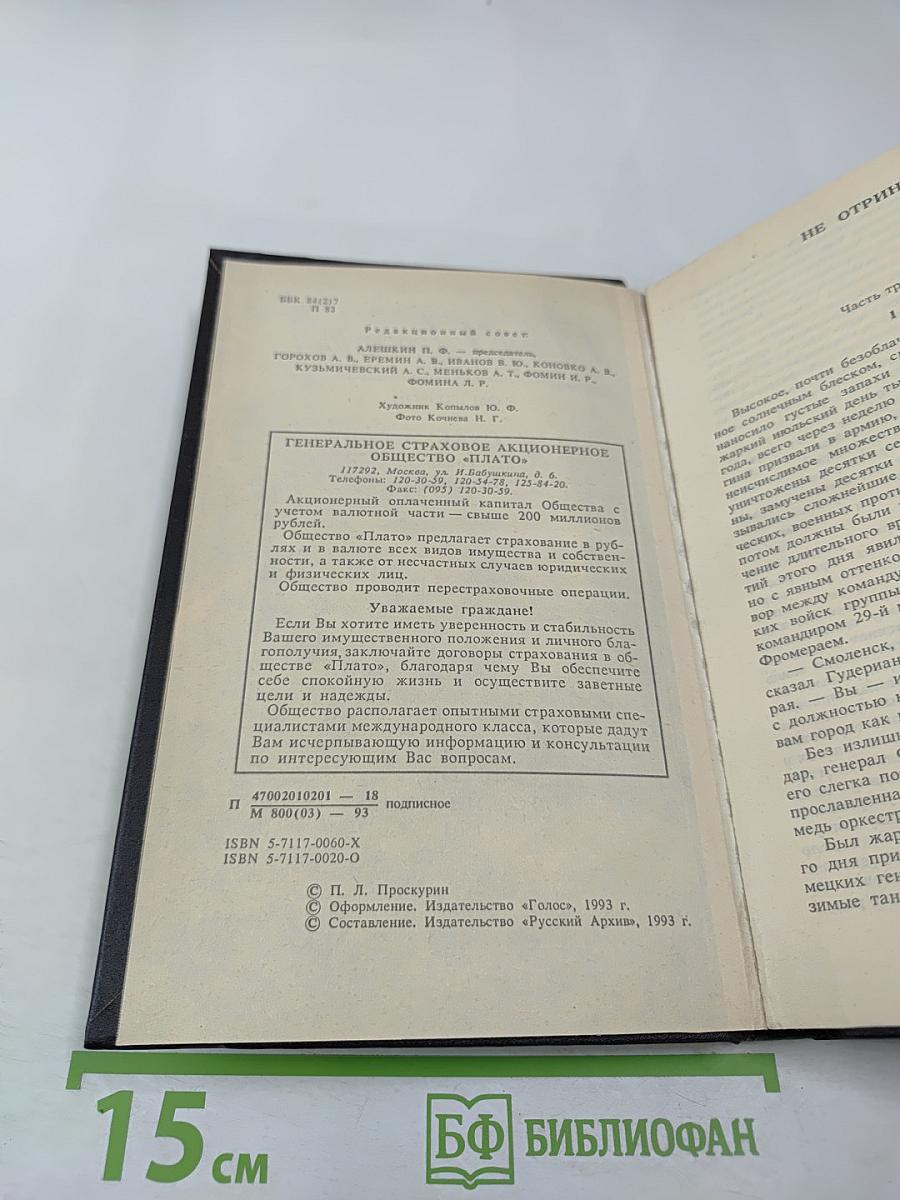 ББК 84(2)7
П 83
Редакционный совет:
АЛЕШКИН П. Ф. — председатель,
ГОРОХОВ А. В., ЕРЕМИН А. В., ИВАНОВ В. Ю., КОНОВКО А. В.,
КУЗЬМИЧЕВСКИЙ А. С., МЕНЬКОВ А. Т., ФОМИН И. Р.,
ФОМИНА Л. Р.
Художник Копылов Ю. Ф.
Фото Кочнева Н. Г.
ГЕНЕРАЛЬНОЕ СТРАХОВОЕ АКЦИОНЕРНОЕ
ОБЩЕСТВО «ПЛАТО»
117292, Москва, ул. И.Бабушкина, д. 6.
Телефоны: 120-30-59, 120-54-78, 125-84-20.
Факс: (095) 120-30-59.
Акционерный оплаченный капитал Общества с
учетом валютной части — свыше 200 миллионов
рублей.
Общество «Плато» предлагает страхование в руб-
лях и в валюте всех видов имущества и собствен-
ности, а также от несчастных случаев юридических
и физических лиц.
Общество проводит перестраховочные операции.
Уважаемые граждане!
Если Вы хотите иметь уверенность и стабильность
Вашего имущественного положения и личного бла-
гополучия, заключайте договоры страхования в об-
ществе «Плато», благодаря чему Вы обеспечите
себе спокойную жизнь и осуществите заветные
цели и надежды.
Общество располагает опытными страховыми спе-
циалистами международного класса, которые дадут
Вам исчерпывающую информацию и консультации
по интересующим Вас вопросам.
П 47002010201 — 18
М 800(03) — 93 подписное
ISBN 5-7117-0060-X
ISBN 5-7117-0020-O
© П. Л. Проскурин
© Оформление. Издательство «Голос», 1993 г.
© Составление. Издательство «Русский Архив», 1993 г.
НЕ ОТРИН
Часть тр
1
Высокое, почти безоблач
ное солнечным блеском, с
наносило густые запахи
жаркий июльский день ты
года, всего через неделю
гина призвали в армию,
неисчислимое множеств
уничтожены десятки се
ны, замучены десятки
зывались сложнейшие
ческих, военных проти
потом должны были
чение длительного вр
тий этого дня явил
но с явным оттенко
вор между команду
ких войск группы
командиром 29-й м
Фромераем.
— Смоленск,
сказал Гудериан
рая. — Вы — и
с должностью к
вам город как
Без излишн
дар, генерал
его слегка по
прославленна
медь оркестр
Был жар
го дня при
мецких ген
зимые тан
15 см
БФ БИБЛИОФАН